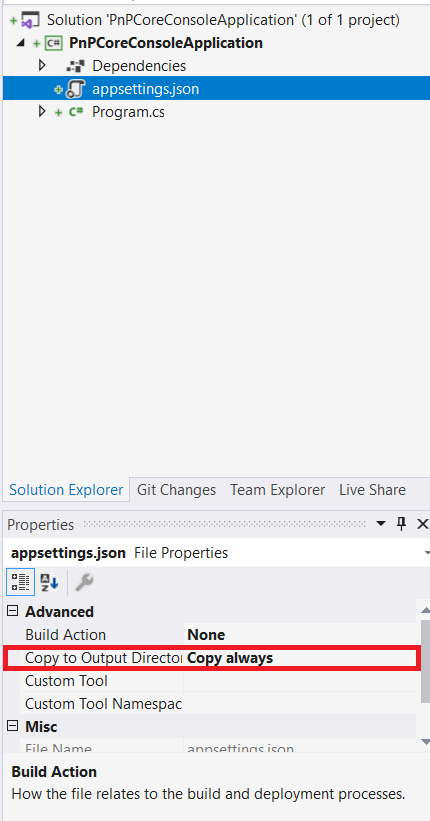 Solution 'PnPCoreConsoleApplication' (1 of 1 project)
C# PnPCoreConsoleApplication
Dependencies
appsettings.json
C# Program.cs
Solution Explorer Git Changes Team Explorer Live Share
Properties
appsettings.json File Properties
Advanced
Build Action None
Copy to Output Director Copy always
Custom Tool
Custom Tool Namespac
Misc
File Name appsettings.json
Build Action
How the file relates to the build and deployment processes.